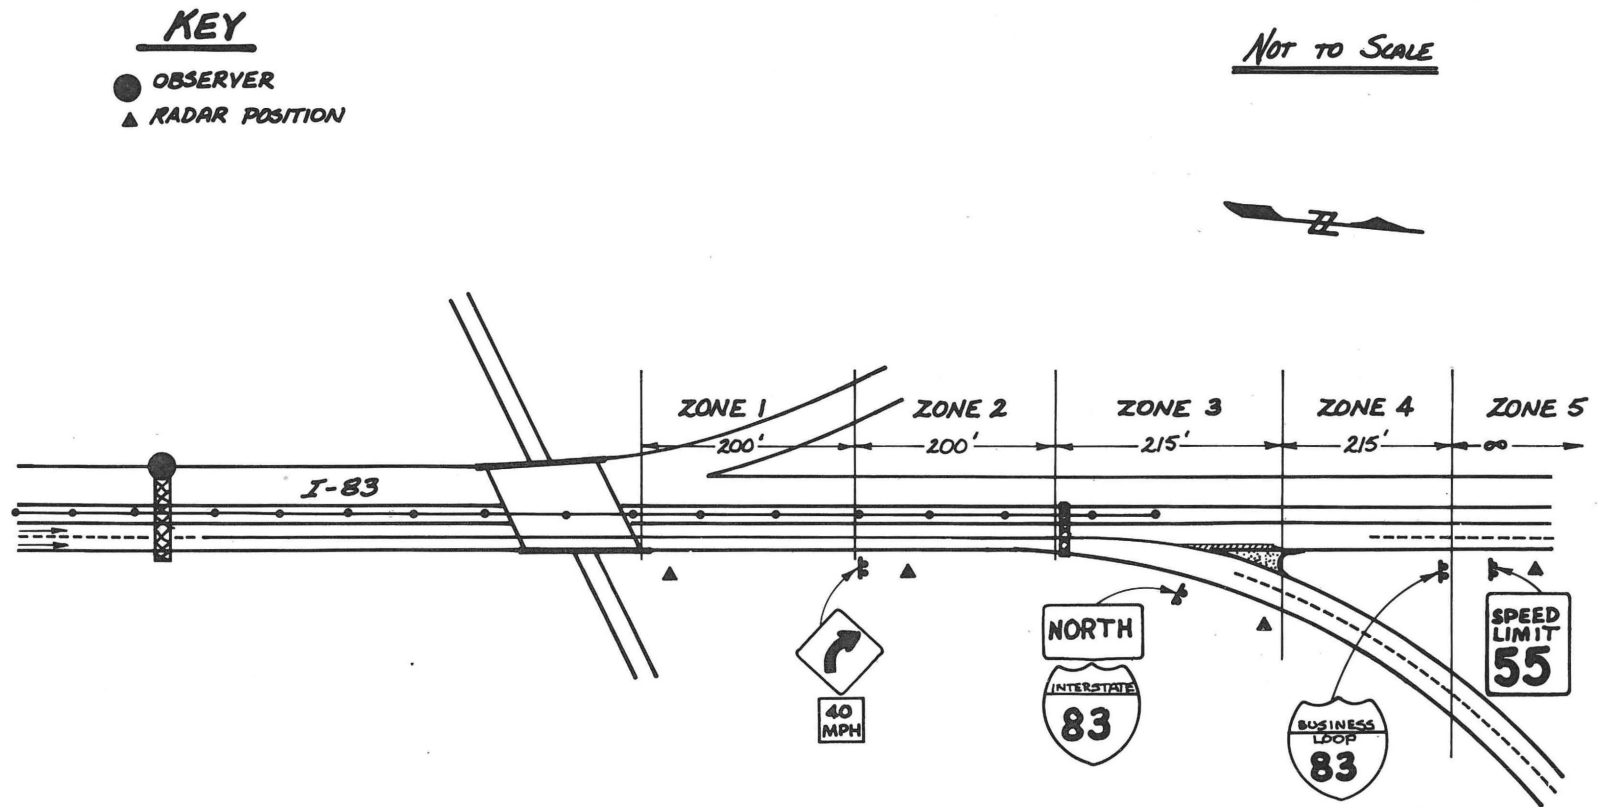 KEY
OBSERVER
RADAR POSITION
NOT TO SCALE
Z
ZONE 1
ZONE 2
ZONE 3
ZONE 4
ZONE 5
200'
200'
215'
215'
∞
I-83
40
MPH
NORTH
INTERSTATE
83
BUSINESS
LOOP
83
SPEED
LIMIT
55